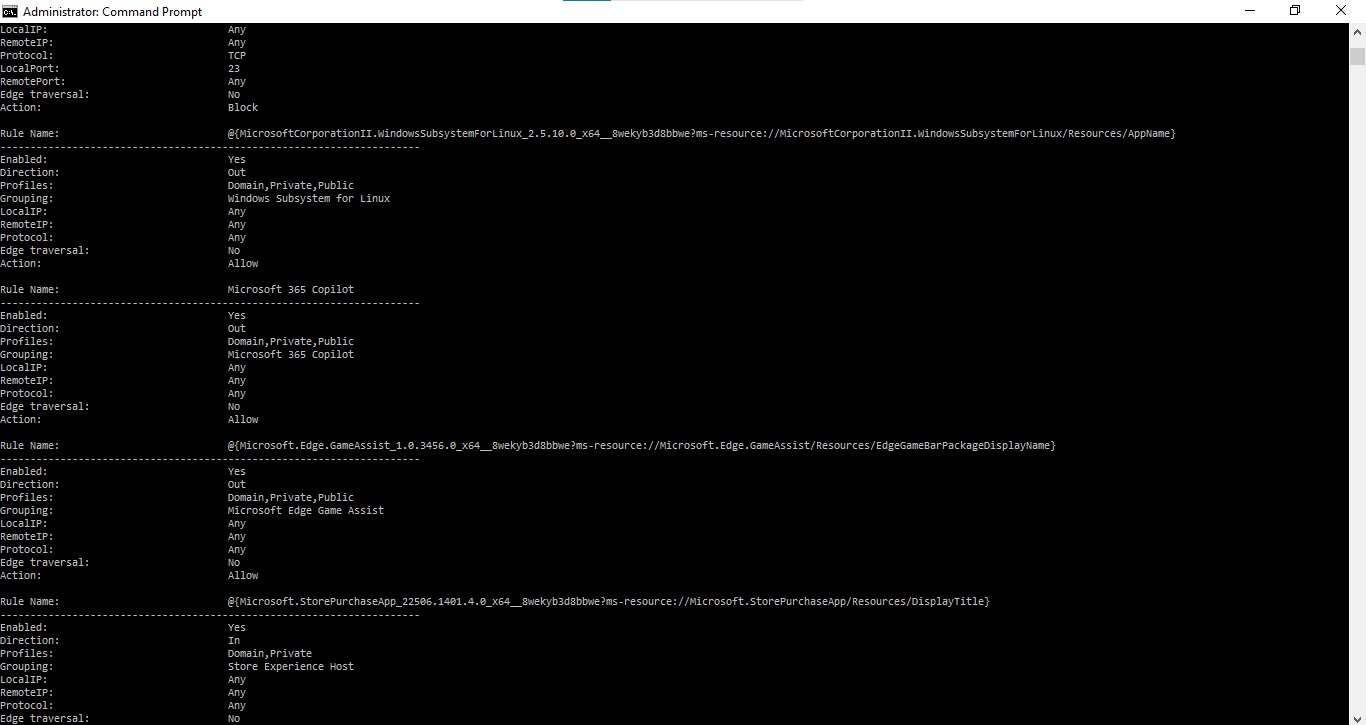 Administrator: Command Prompt
LocalIP: Any
RemoteIP: Any
Protocol: TCP
LocalPort: 23
RemotePort: Any
Edge traversal: No
Action: Block
Rule Name: @{MicrosoftCorporationII.WindowsSubsystemForLinux_2.5.10.0_x64__8wekyb3d8bbwe?ms-resource://MicrosoftCorporationII.WindowsSubsystemForLinux/Resources/AppName}
----------------------------------------------------------------------
Enabled: Yes
Direction: Out
Profiles: Domain,Private,Public
Grouping: Windows Subsystem for Linux
LocalIP: Any
RemoteIP: Any
Protocol: Any
Edge traversal: No
Action: Allow
Rule Name: Microsoft 365 Copilot
----------------------------------------------------------------------
Enabled: Yes
Direction: Out
Profiles: Domain,Private,Public
Grouping: Microsoft 365 Copilot
LocalIP: Any
RemoteIP: Any
Protocol: Any
Edge traversal: No
Action: Allow
Rule Name: @{Microsoft.Edge.GameAssist_1.0.3456.0_x64__8wekyb3d8bbwe?ms-resource://Microsoft.Edge.GameAssist/Resources/EdgeGameBarPackageDisplayName}
----------------------------------------------------------------------
Enabled: Yes
Direction: Out
Profiles: Domain,Private,Public
Grouping: Microsoft Edge Game Assist
LocalIP: Any
RemoteIP: Any
Protocol: Any
Edge traversal: No
Action: Allow
Rule Name: @{Microsoft.StorePurchaseApp_22506.1401.4.0_x64__8wekyb3d8bbwe?ms-resource://Microsoft.StorePurchaseApp/Resources/DisplayTitle}
----------------------------------------------------------------------
Enabled: Yes
Direction: In
Profiles: Domain,Private
Grouping: Store Experience Host
LocalIP: Any
RemoteIP: Any
Protocol: Any
Edge traversal: No